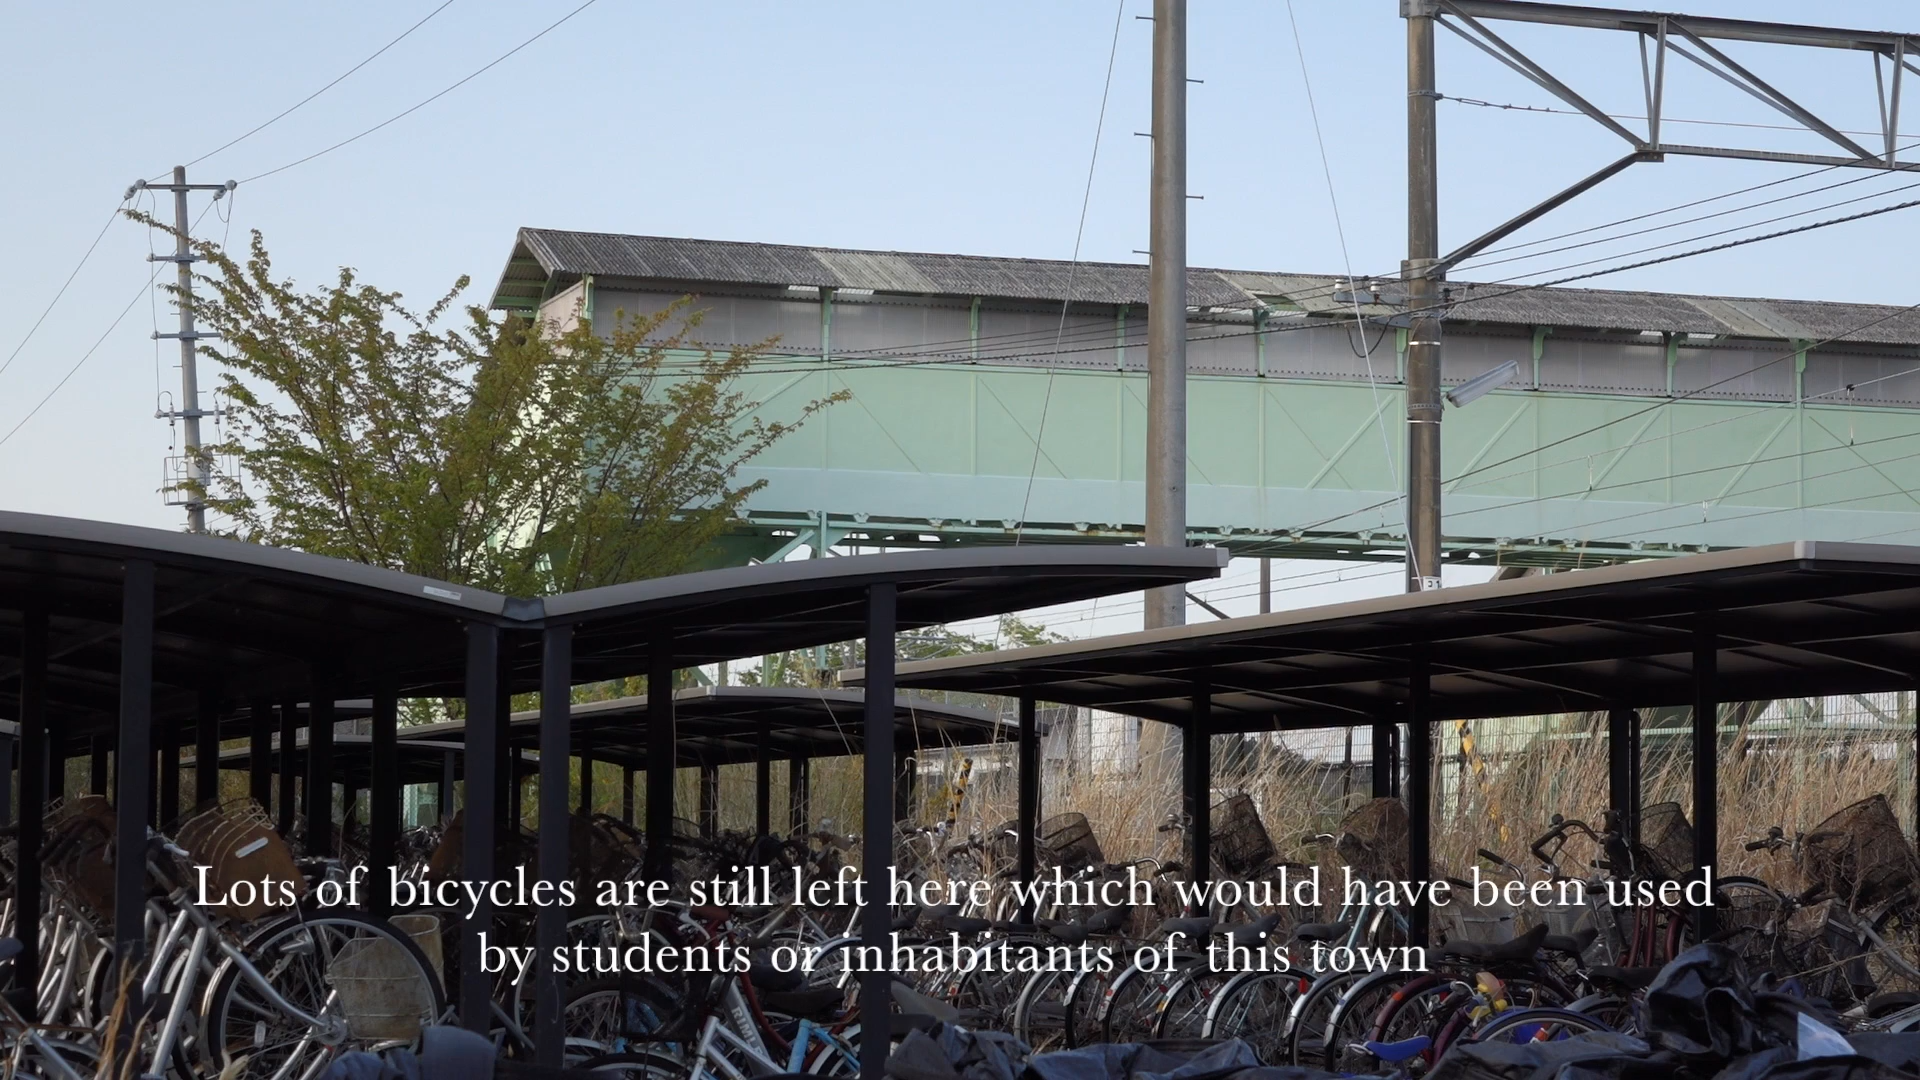 Lots of bicycles are still left here which would have been used
by students or inhabitants of this town